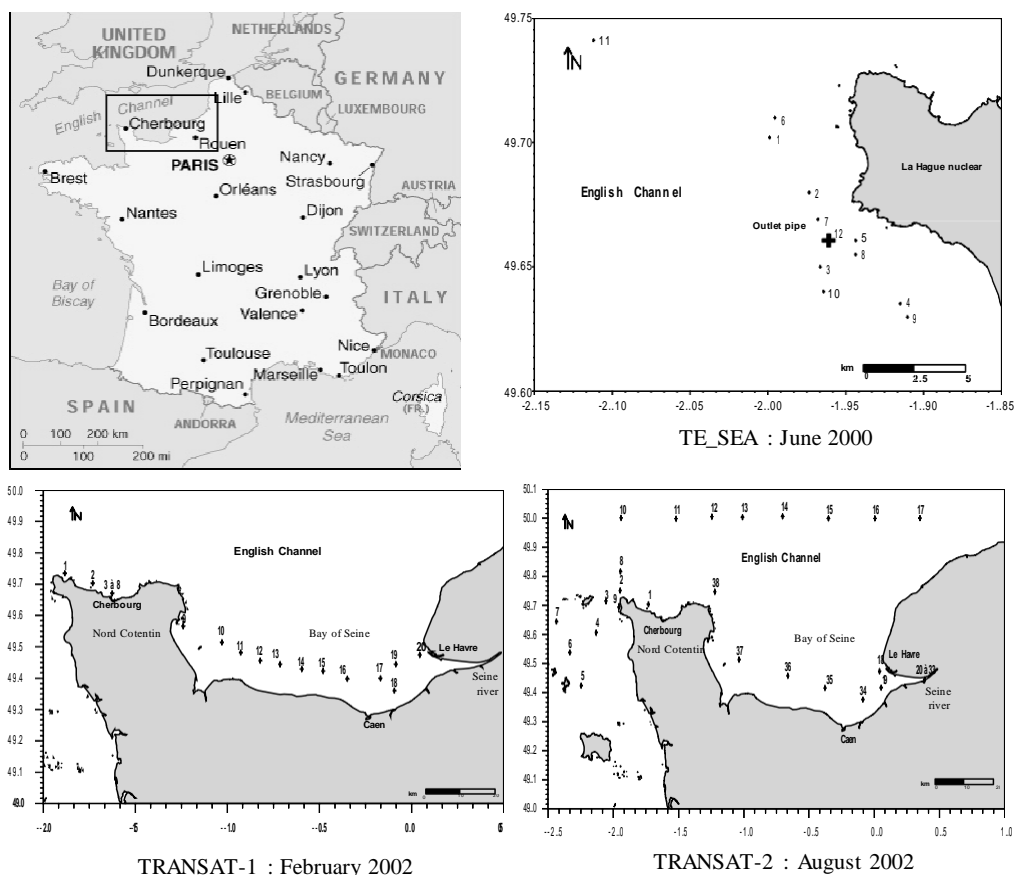 UNITED
KINGDOM
NETHERLANDS
Dunkerque
BELGIUM
GERMANY
Lille
LUXEMBOURG
English Channel
Cherbourg
Rouen
PARIS
Nancy
Strasbourg
Brest
Orléans
AUSTRIA
Nantes
Dijon
SWITZERLAND
Limoges
Lyon
Bay of
Biscay
Grenoble
ITALY
Valence
Bordeaux
Nice
MONACO
Toulouse
Marseille
Toulon
Perpignan
Corsica
(FR.)
SPAIN
ANDORRA
Mediterranean
Sea
0 100 200 km
0 100 200 mi
49.75
49.70
49.65
49.60
N
11
6
1
La Hague nuclear
English Channel
2
7
Outlet pipe
12
5
8
3
10
4
9
km 0 2.5 5
-2.15 -2.10 -2.05 -2.00 -1.95 -1.90 -1..85
TE_SEA : June 2000
50.0
49.9
49.8
49.7
49.6
49.5
49.4
49.3
49.2
49.1
49.0
N
English Channel
1
2
3 à 8
Cherbourg
Nord Cotentin
Bay of Seine
10
11
12
13
14
15
16
17
18
19
20
Le Havre
Seine
river
Caen
km
-2.0 -.5 -1.0 -0.5 0.0
TRANSAT-1 : February 2002
50.1
50.0
49.9
49.8
49.7
49.6
49.5
49.4
49.3
49.2
49.1
49.0
N
10 11 12 13 14 15 16 17
English Channel
8
2
3
9
1
38
7
4
6
5
Cherbourg
Nord Cotentin
Bay of Seine
37
36
35
34
Le Havre
9
20 à 33
Seine
river
Caen
km
-2.5 -2.0 -1.5 -1.0 -0.5 0.0 0.5 1.0
TRANSAT-2 : August 2002